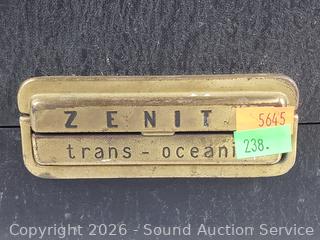 ZENIT
5645
trans-oceani
238.
Copyright 2026 - Sound Auction Service